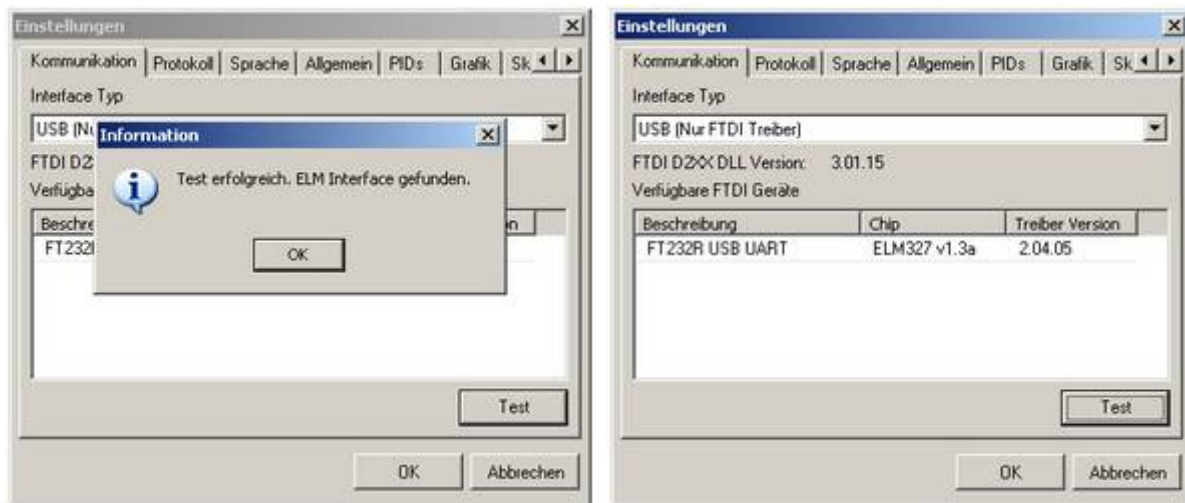 Einstellungen
Kommunikation Protokoll Sprache Allgemein PIDs Grafik Sk
Interface Typ
USB (Nu
Information
FTDI D2
Test erfolgreich. ELM Interface gefunden.
Verfügba
Beschre
n
FT232
OK
Test
OK Abbrechen
Einstellungen
Kommunikation Protokoll Sprache Allgemein PIDs Grafik Sk
Interface Typ
USB (Nur FTDI Treiber)
FTDI D2XX DLL Version: 3.01.15
Verfügbare FTDI Geräte
Beschreibung Chip Treiber Version
FT232R USB UART ELM327 v1.3a 2.04.05
Test
OK Abbrechen